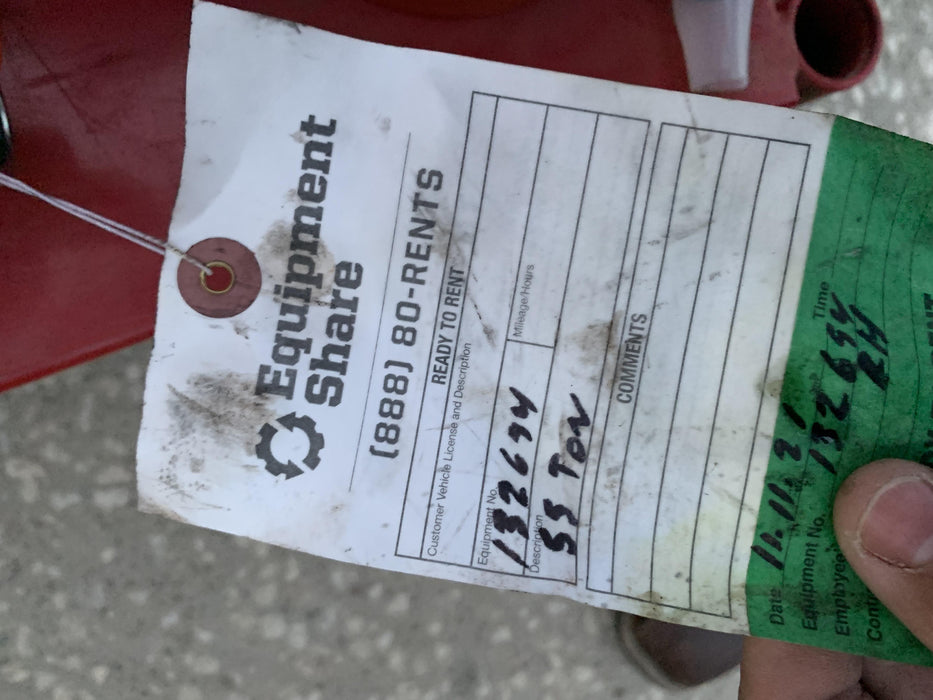 Equipment
Share
(888) 80-RENTS
READY TO RENT
Customer Vehicle License and Description
Equipment No.
132694
Mileage/Hours
Description
55 Ton
COMMENTS
Date 11.11.21 Time
Equipment No. 132694
Employee RH